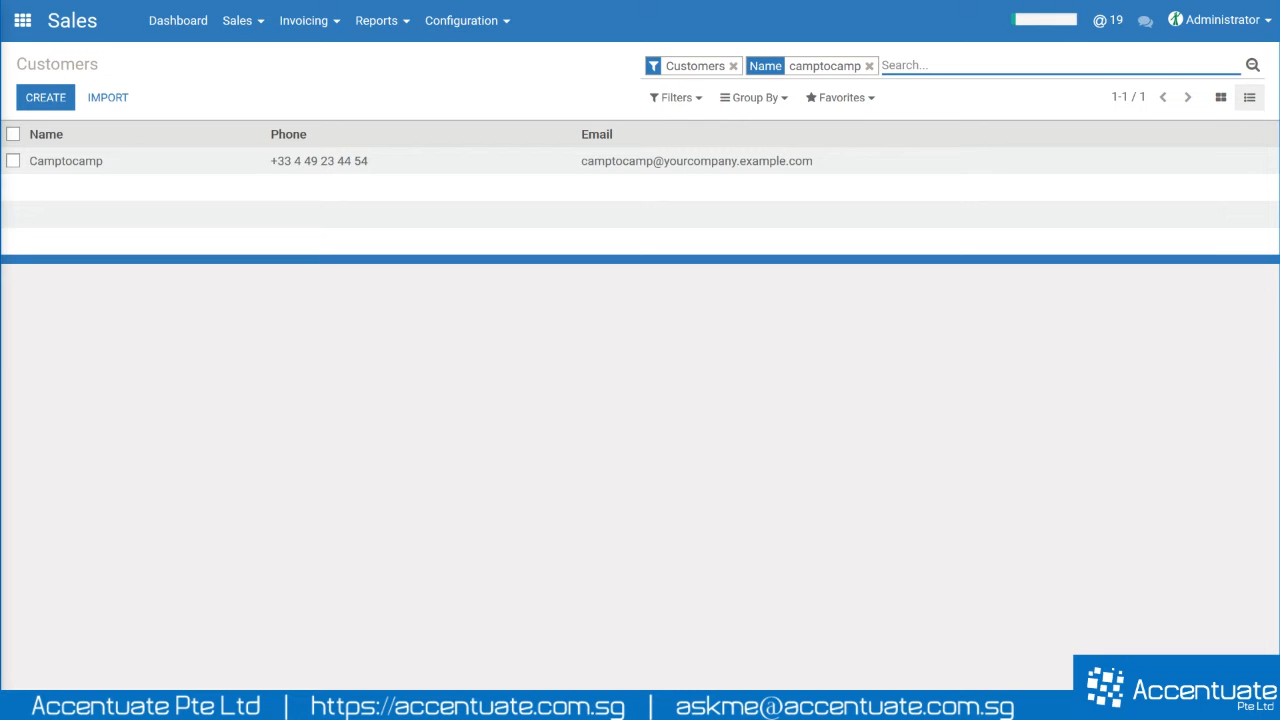 Sales Dashboard Sales Invoicing Reports Configuration @ 19 Administrator
Customers Customers Name camptocamp Search...
CREATE IMPORT Filters Group By Favorites 1-1 / 1
Name Phone Email
Camptocamp +33 4 49 23 44 54 camptocamp@yourcompany.example.com
Accentuate
Pte Ltd
Accentuate Pte Ltd | https://accentuate.com.sg | askme@accentuate.com.sg